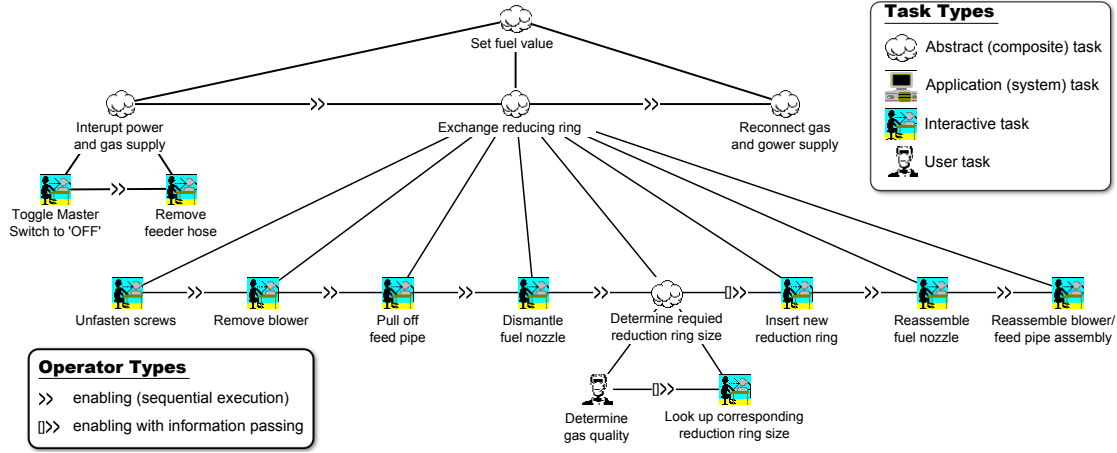 Set fuel value
Task Types
Abstract (composite) task
Application (system) task
Interactive task
User task
>>
>>
Interupt power
and gas supply
Exchange reducing ring
Reconnect gas
and gower supply
>>
Toggle Master
Switch to 'OFF'
Remove
feeder hose
>>
>>
>>
>>
[]>>
>>
>>
Unfasten screws
Remove blower
Pull off
feed pipe
Dismantle
fuel nozzle
Determine requied
reduction ring size
Insert new
reduction ring
Reassemble
fuel nozzle
Reassemble blower/
feed pipe assembly
[]>>
Determine
gas quality
Look up corresponding
reduction ring size
Operator Types
>> enabling (sequential execution)
[]>> enabling with information passing